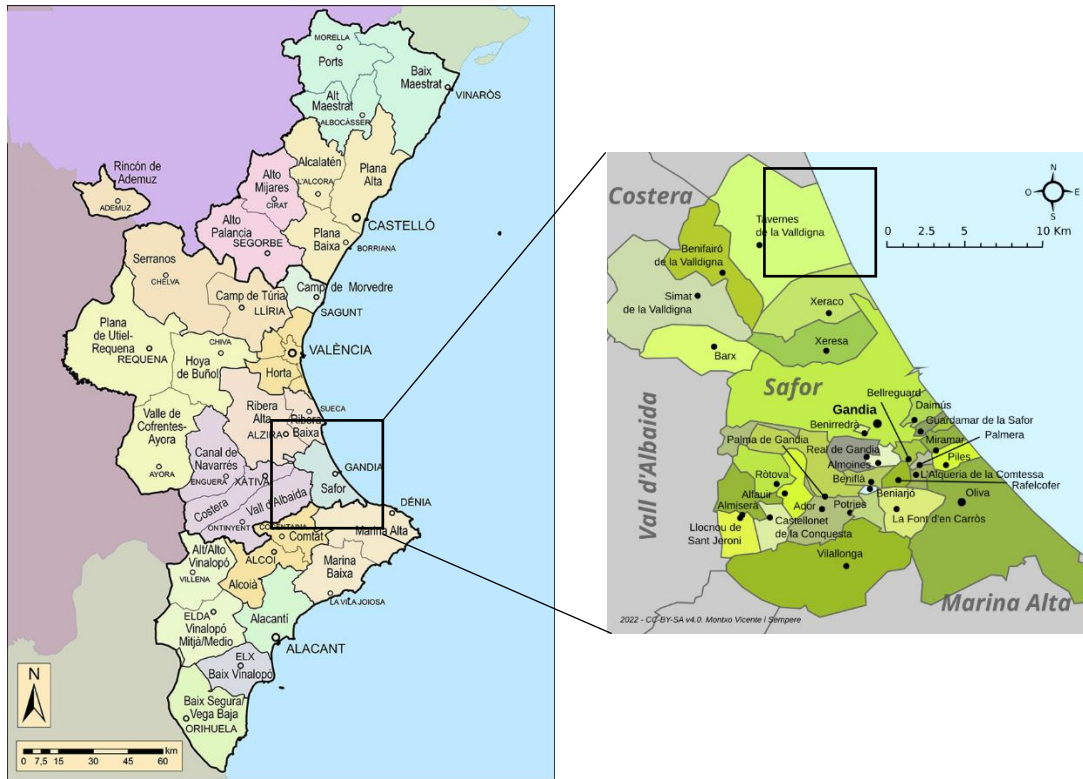 MORELLA
Ports
Baix
Maestrat
VINARÒS
Alt
Maestrat
ALBOCÀSSER
Rincón de
Ademuz
ADEMUZ
Alcalatén
L'ALCORA
Plana
Alta
Alto
Mijares
CIRAT
CASTELLÓ
Alto
Palancia
SEGORBE
Plana
Baixa
BORRIANA
Serranos
CHELVA
Camp de Túria
LLÍRIA
Camp de Morvedre
SAGUNT
Plana
de Utiel-
Requena
REQUENA
CHIVA
Hoya
de Buñol
VALÈNCIA
Horta
Valle de
Cofrentes-
Ayora
AYORA
Ribera
Alta
ALZIRA
SUECA
Ribera
Baixa
Canal de
Navarrés
ENGUERA
XÀTIVA
GANDIA
Safor
Costera
Vall d'Albaida
ONTINYENT
DÉNIA
COCENTAINA
Comtat
Marina Alta
Alt/Alto
Vinalopó
VILLENA
ALCOI
Alcoià
Marina
Baixa
LA VILA JOIOSA
ELDA
Vinalopó
Mitjà/Medio
Alacantí
ALACANT
ELX
Baix Vinalopó
Baix Segura/
Vega Baja
ORIHUELA
N
km
0 7,5 15 30 45 60
Costera
Tavernes
de la Valldigna
Benifairó
de la Valldigna
Simat
de la Valldigna
Barx
Xeraco
Xeresa
N
O
E
S
0 2.5 5 10 Km
Safor
Vall d'Albaida
Bellreguard
Daimús
Gandia
Guardamar de la Safor
Benirredrà
Miramar
Palmera
Palma de Gandia
Real de Gandia
Almoines
Piles
L'Alqueria de la Comtessa
Rafelcofer
Ròtova
Beniflà
Alfauir
Beniarjó
Oliva
Almiserà
Ador
Potries
La Font d'en Carròs
Llocnou de
Sant Jeroni
Castellonet
de la Conquesta
Vilallonga
Marina Alta
2022 - CC-BY-SA v4.0. Montxo Vicente i Sempere